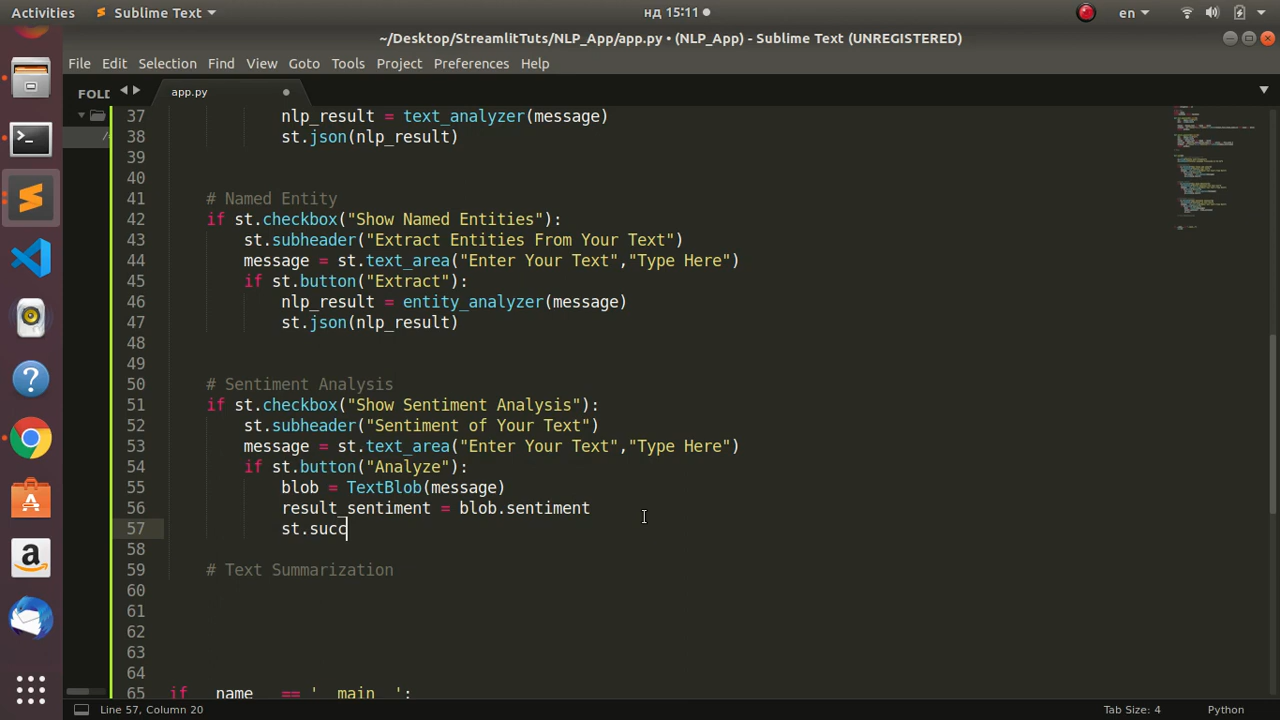 Activities Sublime Text нд 15:11 en
~/Desktop/StreamlitTuts/NLP_App/app.py • (NLP_App) - Sublime Text (UNREGISTERED)
File Edit Selection Find View Goto Tools Project Preferences Help
FOLD app.py
37 nlp_result = text_analyzer(message)
38 st.json(nlp_result)
39
40
41 # Named Entity
42 if st.checkbox("Show Named Entities"):
43 st.subheader("Extract Entities From Your Text")
44 message = st.text_area("Enter Your Text","Type Here")
45 if st.button("Extract"):
46 nlp_result = entity_analyzer(message)
47 st.json(nlp_result)
48
49
50 # Sentiment Analysis
51 if st.checkbox("Show Sentiment Analysis"):
52 st.subheader("Sentiment of Your Text")
53 message = st.text_area("Enter Your Text","Type Here")
54 if st.button("Analyze"):
55 blob = TextBlob(message)
56 result_sentiment = blob.sentiment
57 st.succ
58
59 # Text Summarization
60
61
62
63
64
65 if __name__ == '__main__':
Line 57, Column 20 Tab Size: 4 Python